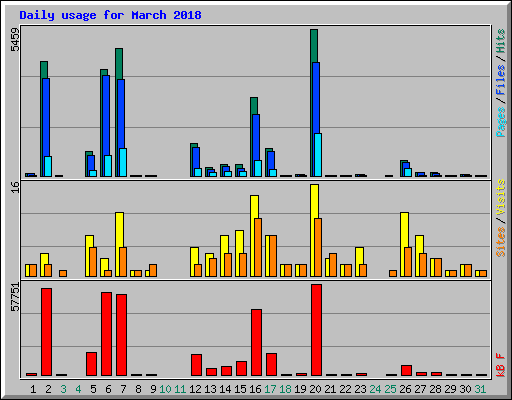 Daily usage for March 2018
5459
Pages / Files / Hits
16
Sites / Visits
57751
kB F
1 2 3 4 5 6 7 8 9 10 11 12 13 14 15 16 17 18 19 20 21 22 23 24 25 26 27 28 29 30 31